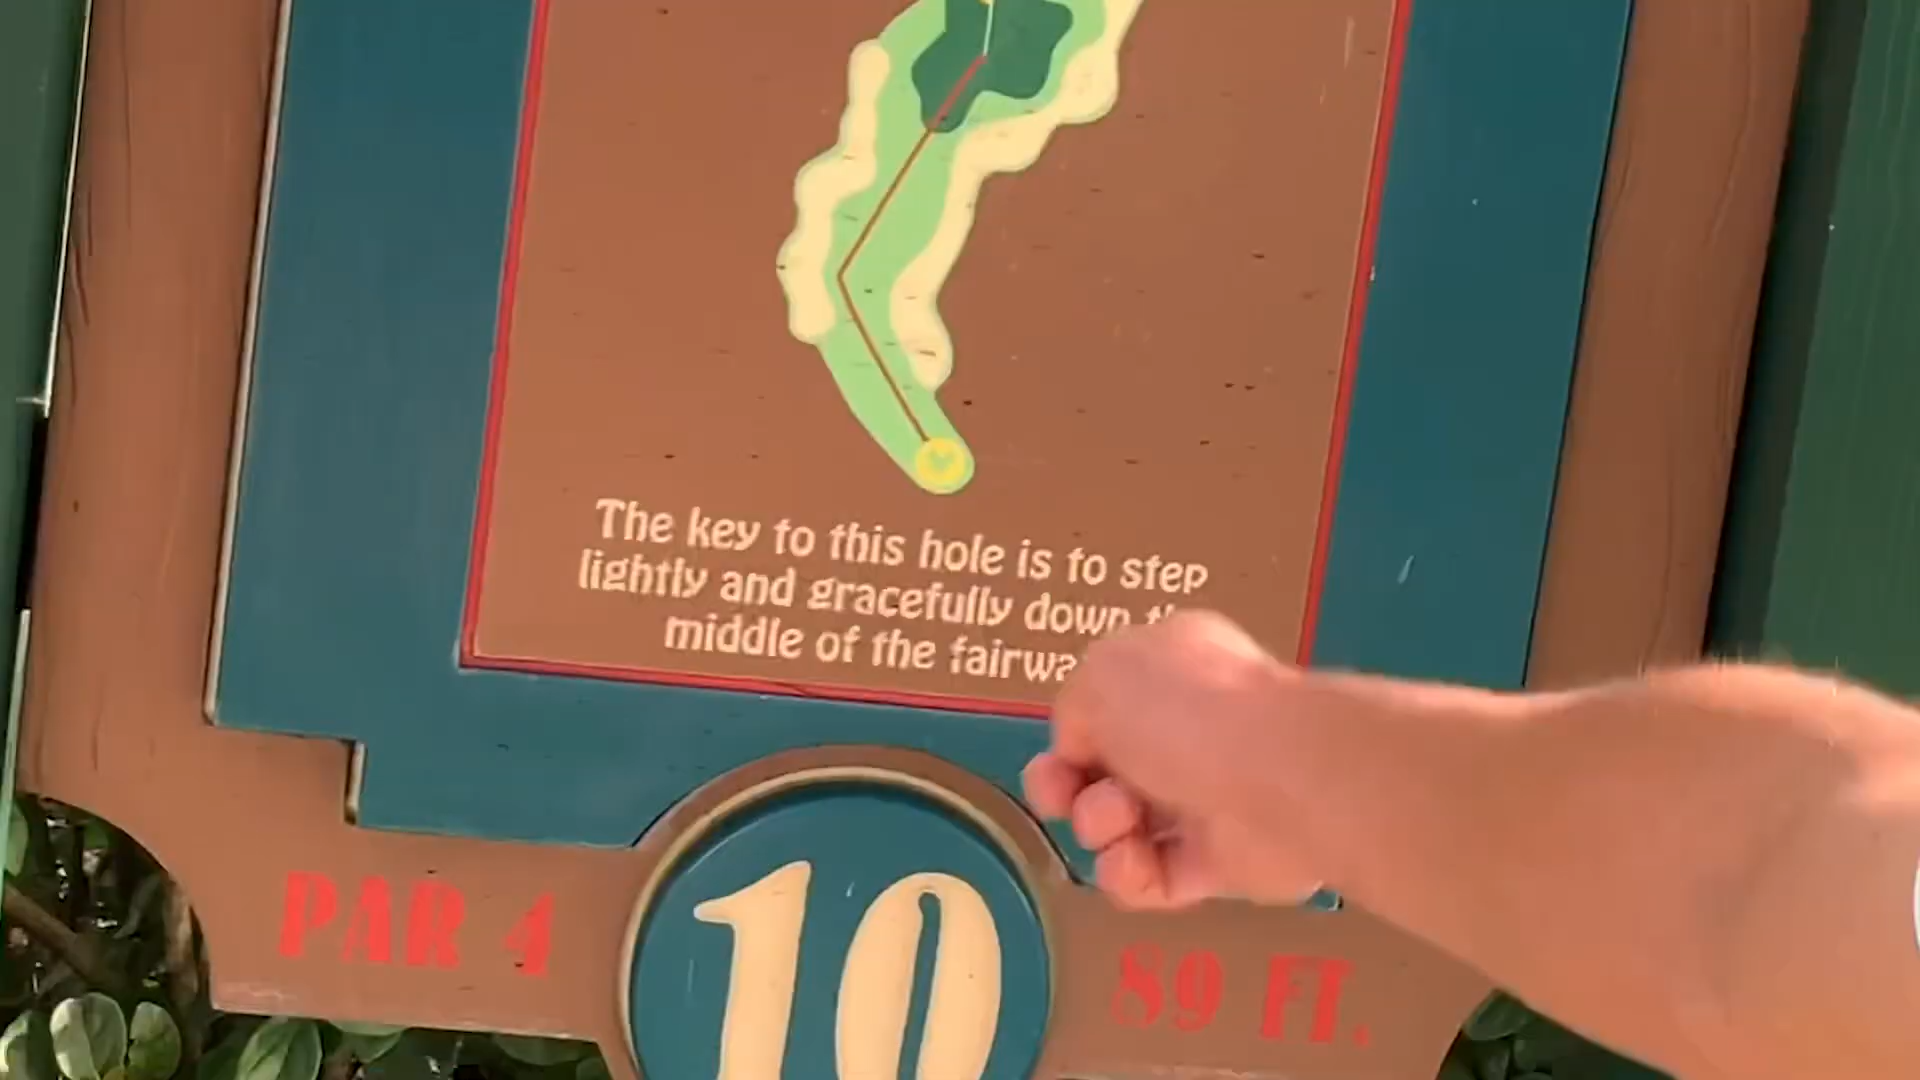 The key to this hole is to step
lightly and gracefully down
middle of the fairwa
PAR 4
10
89 FT.